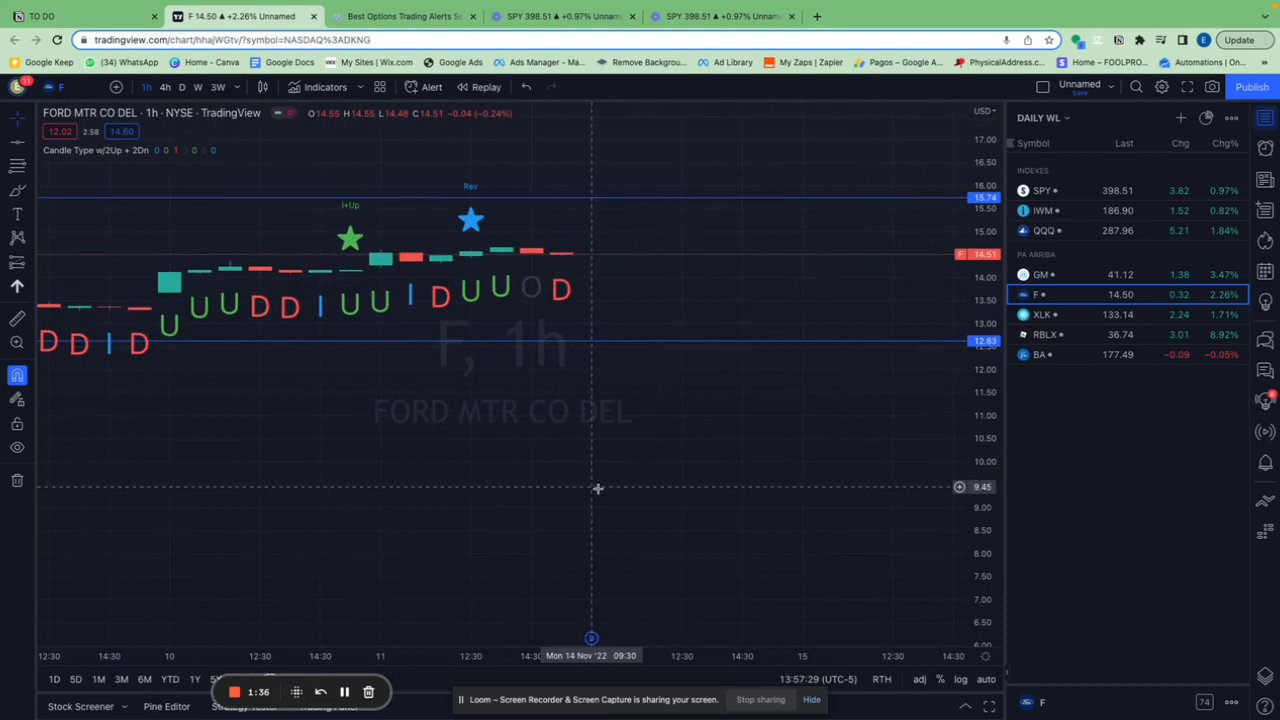 TO DO
F 14.50 ▲ +2.26% Unnamed
Best Options Trading Alerts Se
SPY 398.51 ▲ +0.97% Unnam
SPY 398.51 ▲ +0.97% Unnam
tradingview.com/chart/hhajWGtv/?symbol=NASDAQ%3ADKNG
E
Update
Google Keep
(34) WhatsApp
Home - Canva
Google Docs
WIX My Sites | Wix.com
Google Ads
Ads Manager - Ma...
Remove Backgrou...
Ad Library
My Zaps | Zapier
Pagos – Google A...
PhysicalAddress.c...
Home – FOOLPRO...
Automations | On...
E 11
F
1h 4h D W 3W
Indicators
Alert
Replay
Unnamed
Save
Publish
FORD MTR CO DEL · 1h · NYSE · TradingView
O14.55 H14.55 L14.48 C14.51 −0.04 (−0.24%)
12.02 2.58 14.60
Candle Type w/2Up + 2Dn 0 0 1 0 0 0
USD
17.00
16.50
16.00
15.74
15.50
15.00
F 14.51
14.00
13.50
13.00
12.63
12.00
11.50
11.00
10.50
10.00
9.45
9.00
8.50
8.00
7.50
7.00
6.50
6.00
I+Up
Rev
D D I D U U U D D I U U I D U U O D
F, 1h
FORD MTR CO DEL
DAILY WL
Symbol Last Chg Chg%
INDEXES
SPY 398.51 3.82 0.97%
IWM 186.90 1.52 0.82%
QQQ 287.96 5.21 1.84%
PA ARRIBA
GM 41.12 1.38 3.47%
F 14.50 0.32 2.26%
XLK 133.14 2.24 1.71%
RBLX 36.74 3.01 8.92%
BA 177.49 −0.09 −0.05%
12:30 14:30 10 12:30 14:30 11 12:30 Mon 14 Nov '22 09:30 12:30 14:30 15 12:30 14:30
1D 5D 1M 3M 6M YTD 1Y
13:57:29 (UTC-5) RTH adj % log auto
1:36
Loom – Screen Recorder & Screen Capture is sharing your screen.
Stop sharing
Hide
Stock Screener
Pine Editor
Strategy Tester
Trading Panel
F
74